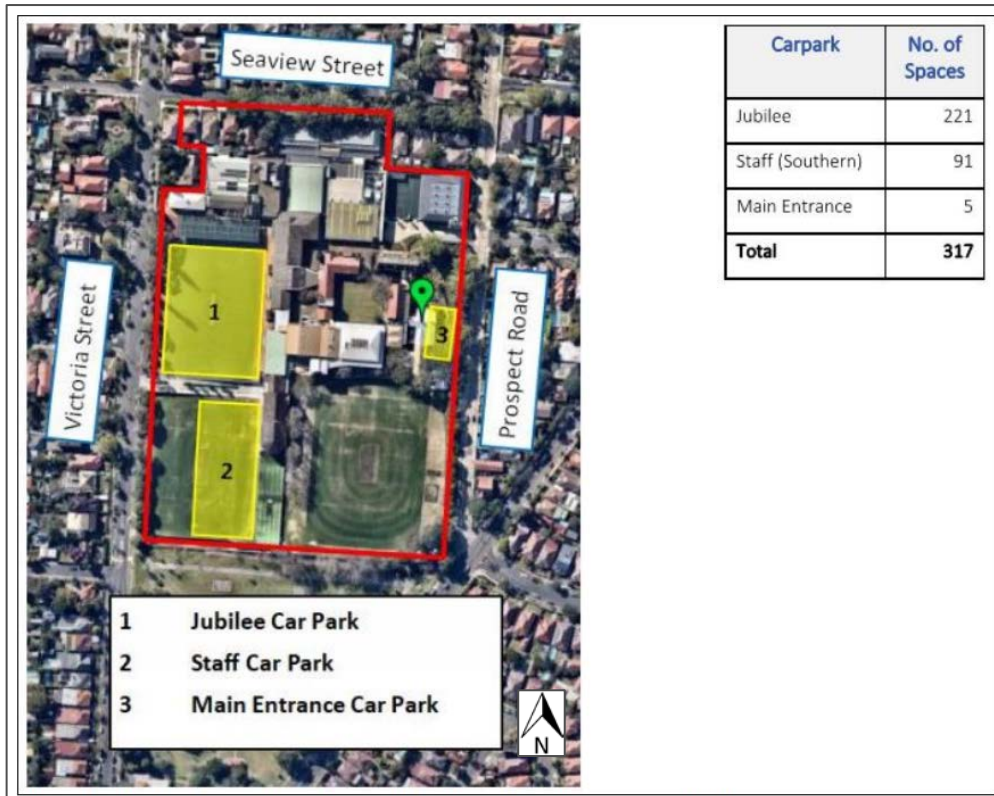 Seaview Street
Victoria Street
Prospect Road
1
2
3
1 Jubilee Car Park
2 Staff Car Park
3 Main Entrance Car Park
N
Carpark No. of Spaces
Jubilee 221
Staff (Southern) 91
Main Entrance 5
Total 317